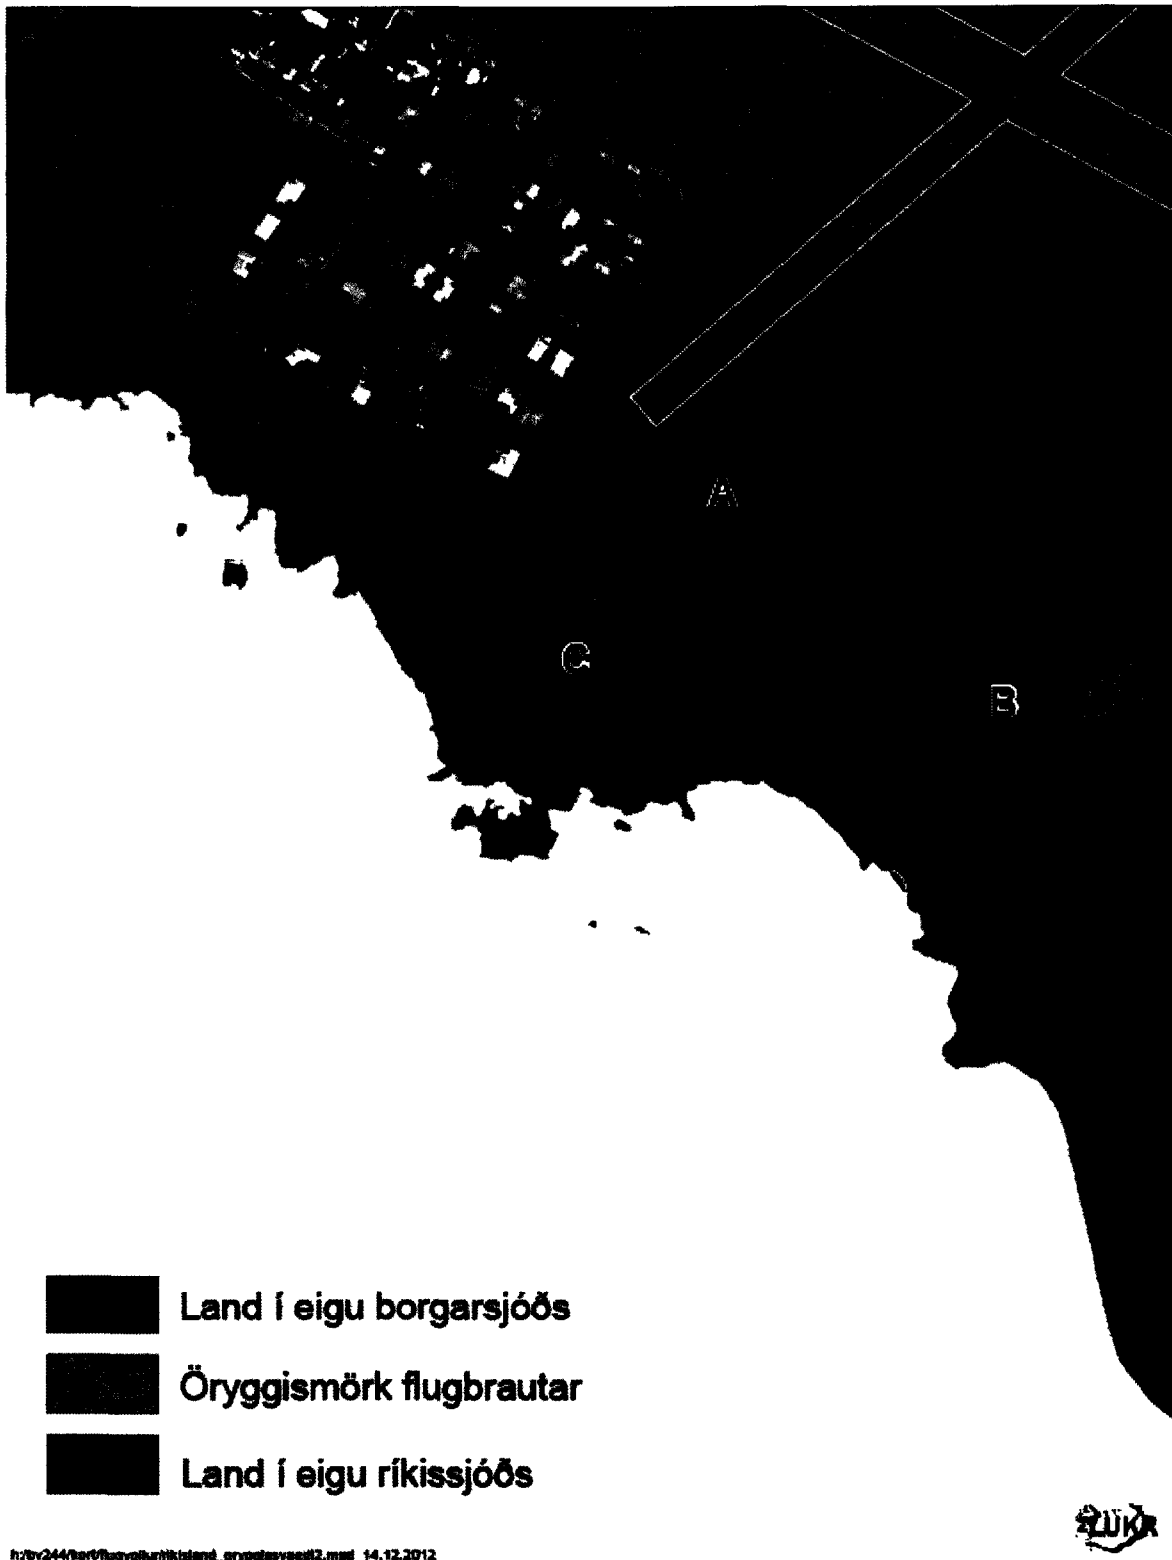 A
C
B
Land í eigu borgarsjóðs
Öryggismörk flugbrautar
Land í eigu ríkissjóðs
LUKR
14.12.2012